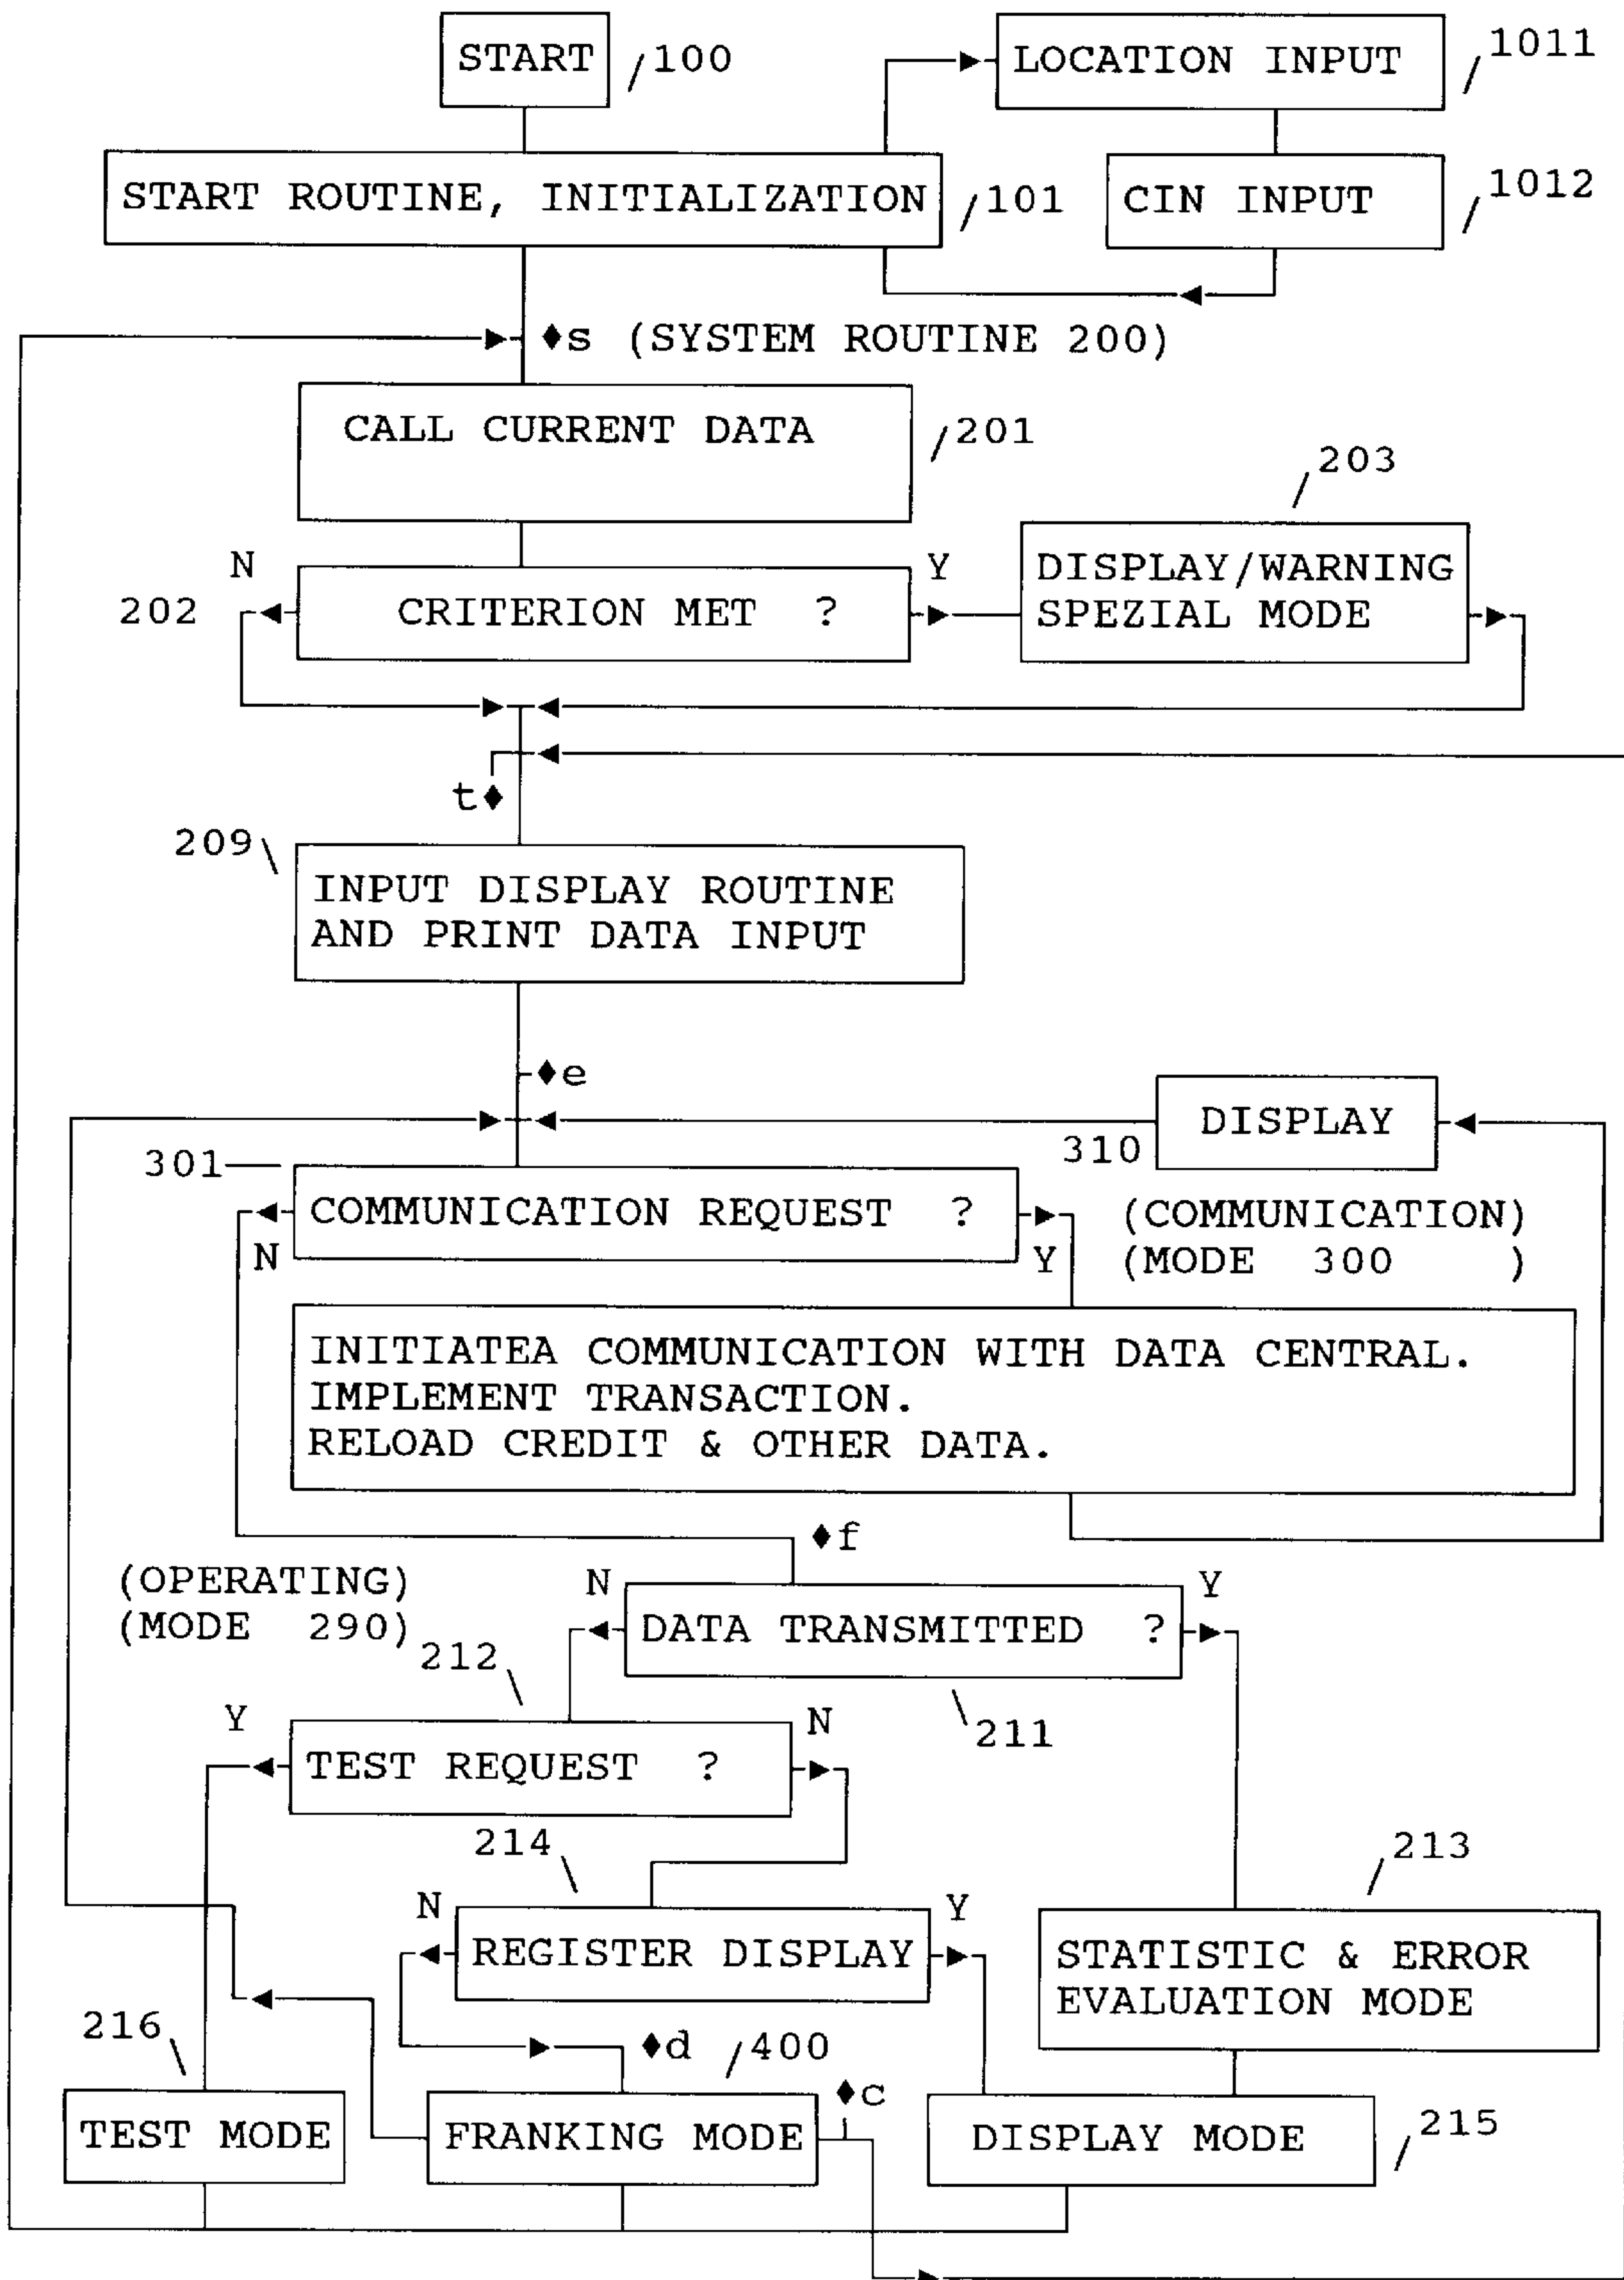 START
/100
LOCATION INPUT
/1011
START ROUTINE, INITIALIZATION
/101
CIN INPUT
/1012
♦s (SYSTEM ROUTINE 200)
CALL CURRENT DATA
/201
/203
N
202
CRITERION MET ?
Y
DISPLAY/WARNING
SPEZIAL MODE
t♦
209\
INPUT DISPLAY ROUTINE
AND PRINT DATA INPUT
♦e
DISPLAY
310
301
COMMUNICATION REQUEST ?
N
Y
(COMMUNICATION)
(MODE 300 )
INITIATEA COMMUNICATION WITH DATA CENTRAL.
IMPLEMENT TRANSACTION.
RELOAD CREDIT & OTHER DATA.
♦f
(OPERATING)
(MODE 290)
N
DATA TRANSMITTED ?
Y
212\
\211
Y
TEST REQUEST ?
N
214\
/213
N
REGISTER DISPLAY
Y
STATISTIC & ERROR
EVALUATION MODE
216\
♦d /400
♦c
TEST MODE
FRANKING MODE
DISPLAY MODE
/215